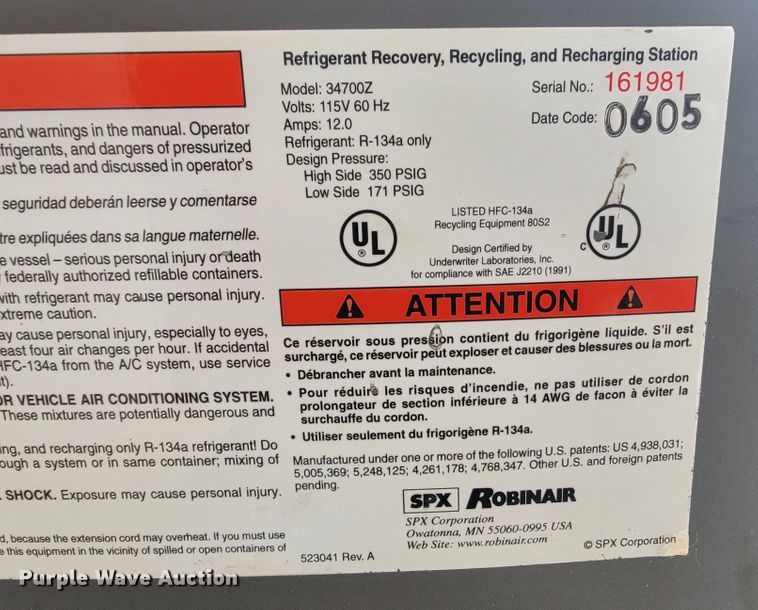 and warnings in the manual. Operator
frigerants, and dangers of pressurized
ust be read and discussed in operator's
seguridad deberán leerse y comentarse
tre expliquées dans sa langue maternelle.
e vessel – serious personal injury or death
federally authorized refillable containers.
with refrigerant may cause personal injury.
xtreme caution.
ay cause personal injury, especially to eyes,
east four air changes per hour. If accidental
HFC-134a from the A/C system, use service
t).
OR VEHICLE AIR CONDITIONING SYSTEM.
These mixtures are potentially dangerous and
ing, and recharging only R-134a refrigerant! Do
ough a system or in same container; mixing of
SHOCK. Exposure may cause personal injury.
d, because the extension cord may overheat. If you must use
e this equipment in the vicinity of spilled or open containers of
Refrigerant Recovery, Recycling, and Recharging Station
Model: 34700Z
Serial No.: 161981
Volts: 115V 60 Hz
Date Code: 0605
Amps: 12.0
Refrigerant: R-134a only
Design Pressure:
High Side 350 PSIG
Low Side 171 PSIG
UL ®
LISTED HFC-134a
Recycling Equipment 80S2
Design Certified by
Underwriter Laboratories, Inc.
for compliance with SAE J2210 (1991)
C UL ®
ATTENTION
Ce réservoir sous pression contient du frigorigène liquide. S'il est
surchargé, ce réservoir peut exploser et causer des blessures ou la mort.
• Débrancher avant la maintenance.
• Pour réduire les risques d'incendie, ne pas utiliser de cordon
prolongateur de section inférieure à 14 AWG de facon à éviter la
surchauffe du cordon.
• Utiliser seulement du frigorigène R-134a.
Manufactured under one or more of the following U.S. patents: US 4,938,031;
5,005,369; 5,248,125; 4,261,178; 4,768,347. Other U.S. and foreign patents
pending.
SPX ROBINAIR
SPX Corporation
Owatonna, MN 55060-0995 USA
Web Site: www.robinair.com
523041 Rev. A
© SPX Corporation
Purple Wave Auction